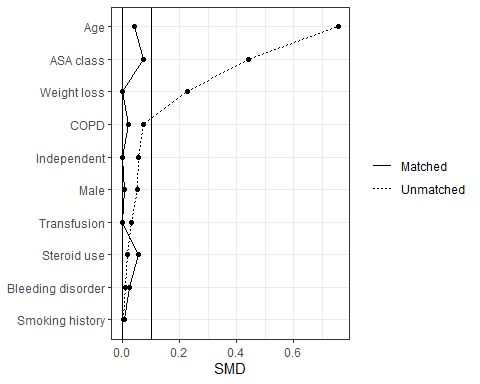 Age
ASA class
Weight loss
COPD
Independent
Male
Transfusion
Steroid use
Bleeding disorder
Smoking history
0.0 0.2 0.4 0.6
SMD
Matched
Unmatched